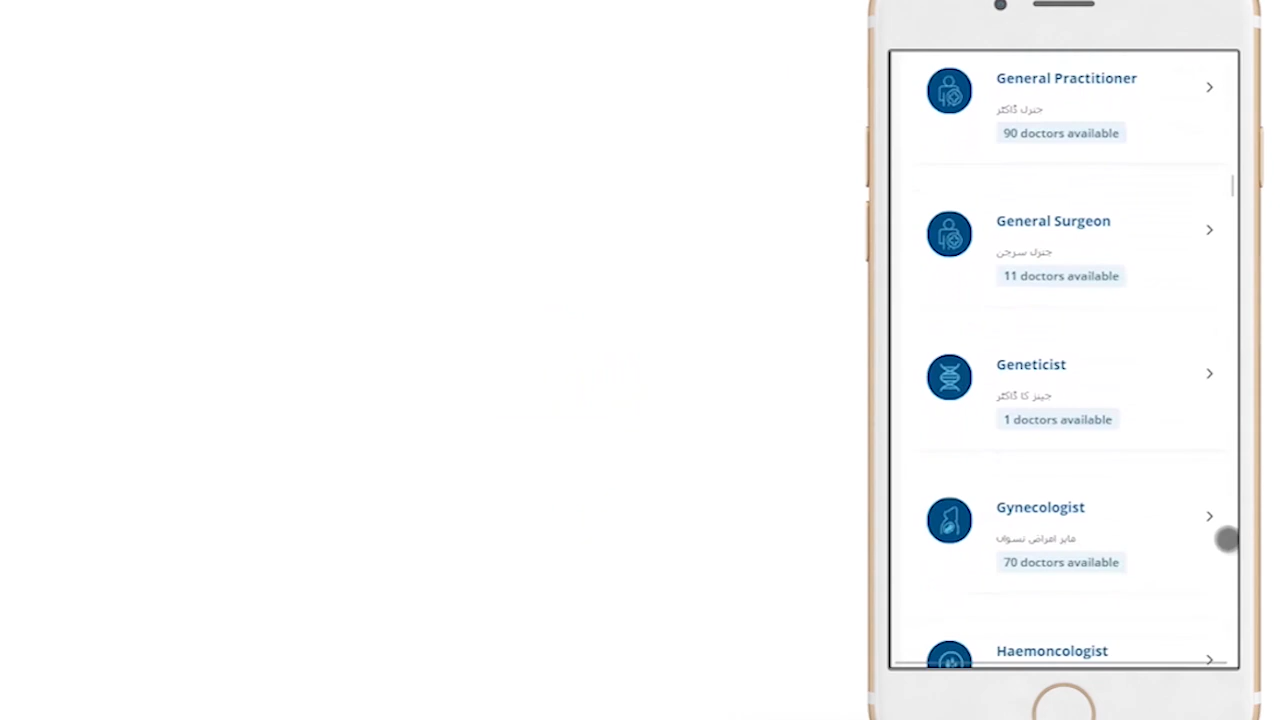 General Practitioner
جنرل ڈاکٹر
90 doctors available
General Surgeon
جنرل سرجن
11 doctors available
Geneticist
جینز کا ڈاکٹر
1 doctors available
Gynecologist
ماہر امراض نسواں
70 doctors available
Haemoncologist